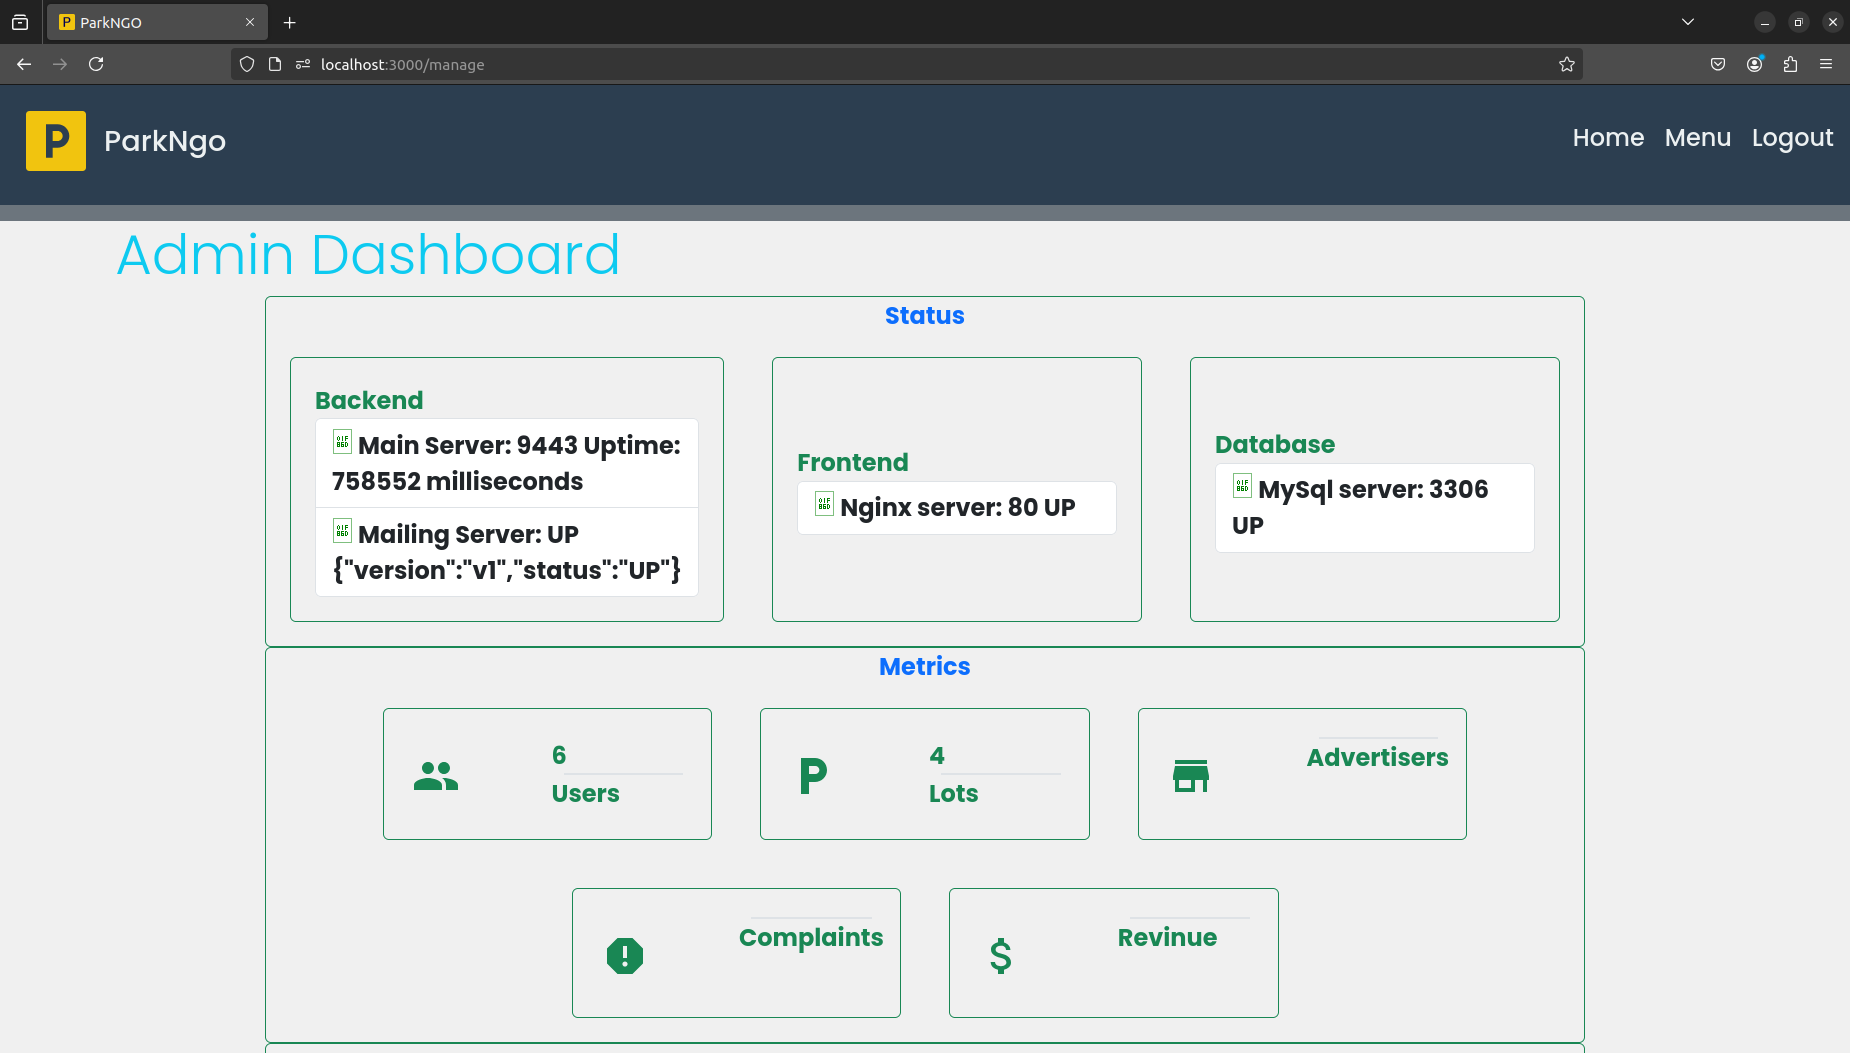 ParkNGO
localhost:3000/manage
P
ParkNgo
Home Menu Logout
Admin Dashboard
Status
Backend
Main Server: 9443 Uptime:
758552 milliseconds
Mailing Server: UP
{"version":"v1","status":"UP"}
Frontend
Nginx server: 80 UP
Database
MySql server: 3306
UP
Metrics
6
Users
P
4
Lots
Advertisers
Complaints
$
Revinue